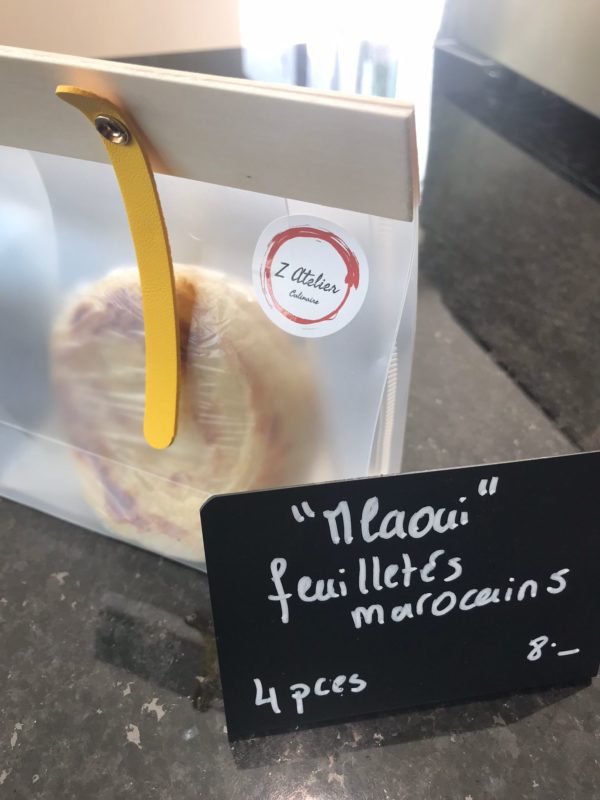 Z Atelier
Culinaire
"Mlaoui"
feuilletés
marocains
8.–
4 pces